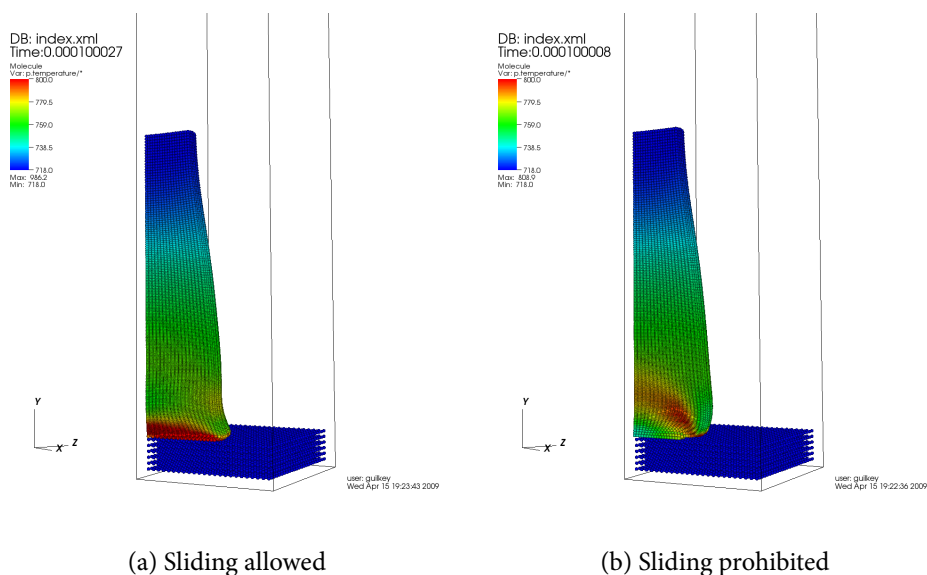 DB: index.xml
Time:0.000100027
Molecule
Var: p.temperature/*
800.0
779.5
759.0
738.5
718.0
Max: 986.2
Min: 718.0
Y
X
Z
user: guilkey
Wed Apr 15 19:23:43 2009
(a) Sliding allowed
DB: index.xml
Time:0.000100008
Molecule
Var: p.temperature/*
800.0
779.5
759.0
738.5
718.0
Max: 808.9
Min: 718.0
Y
X
Z
user: guilkey
Wed Apr 15 19:22:36 2009
(b) Sliding prohibited